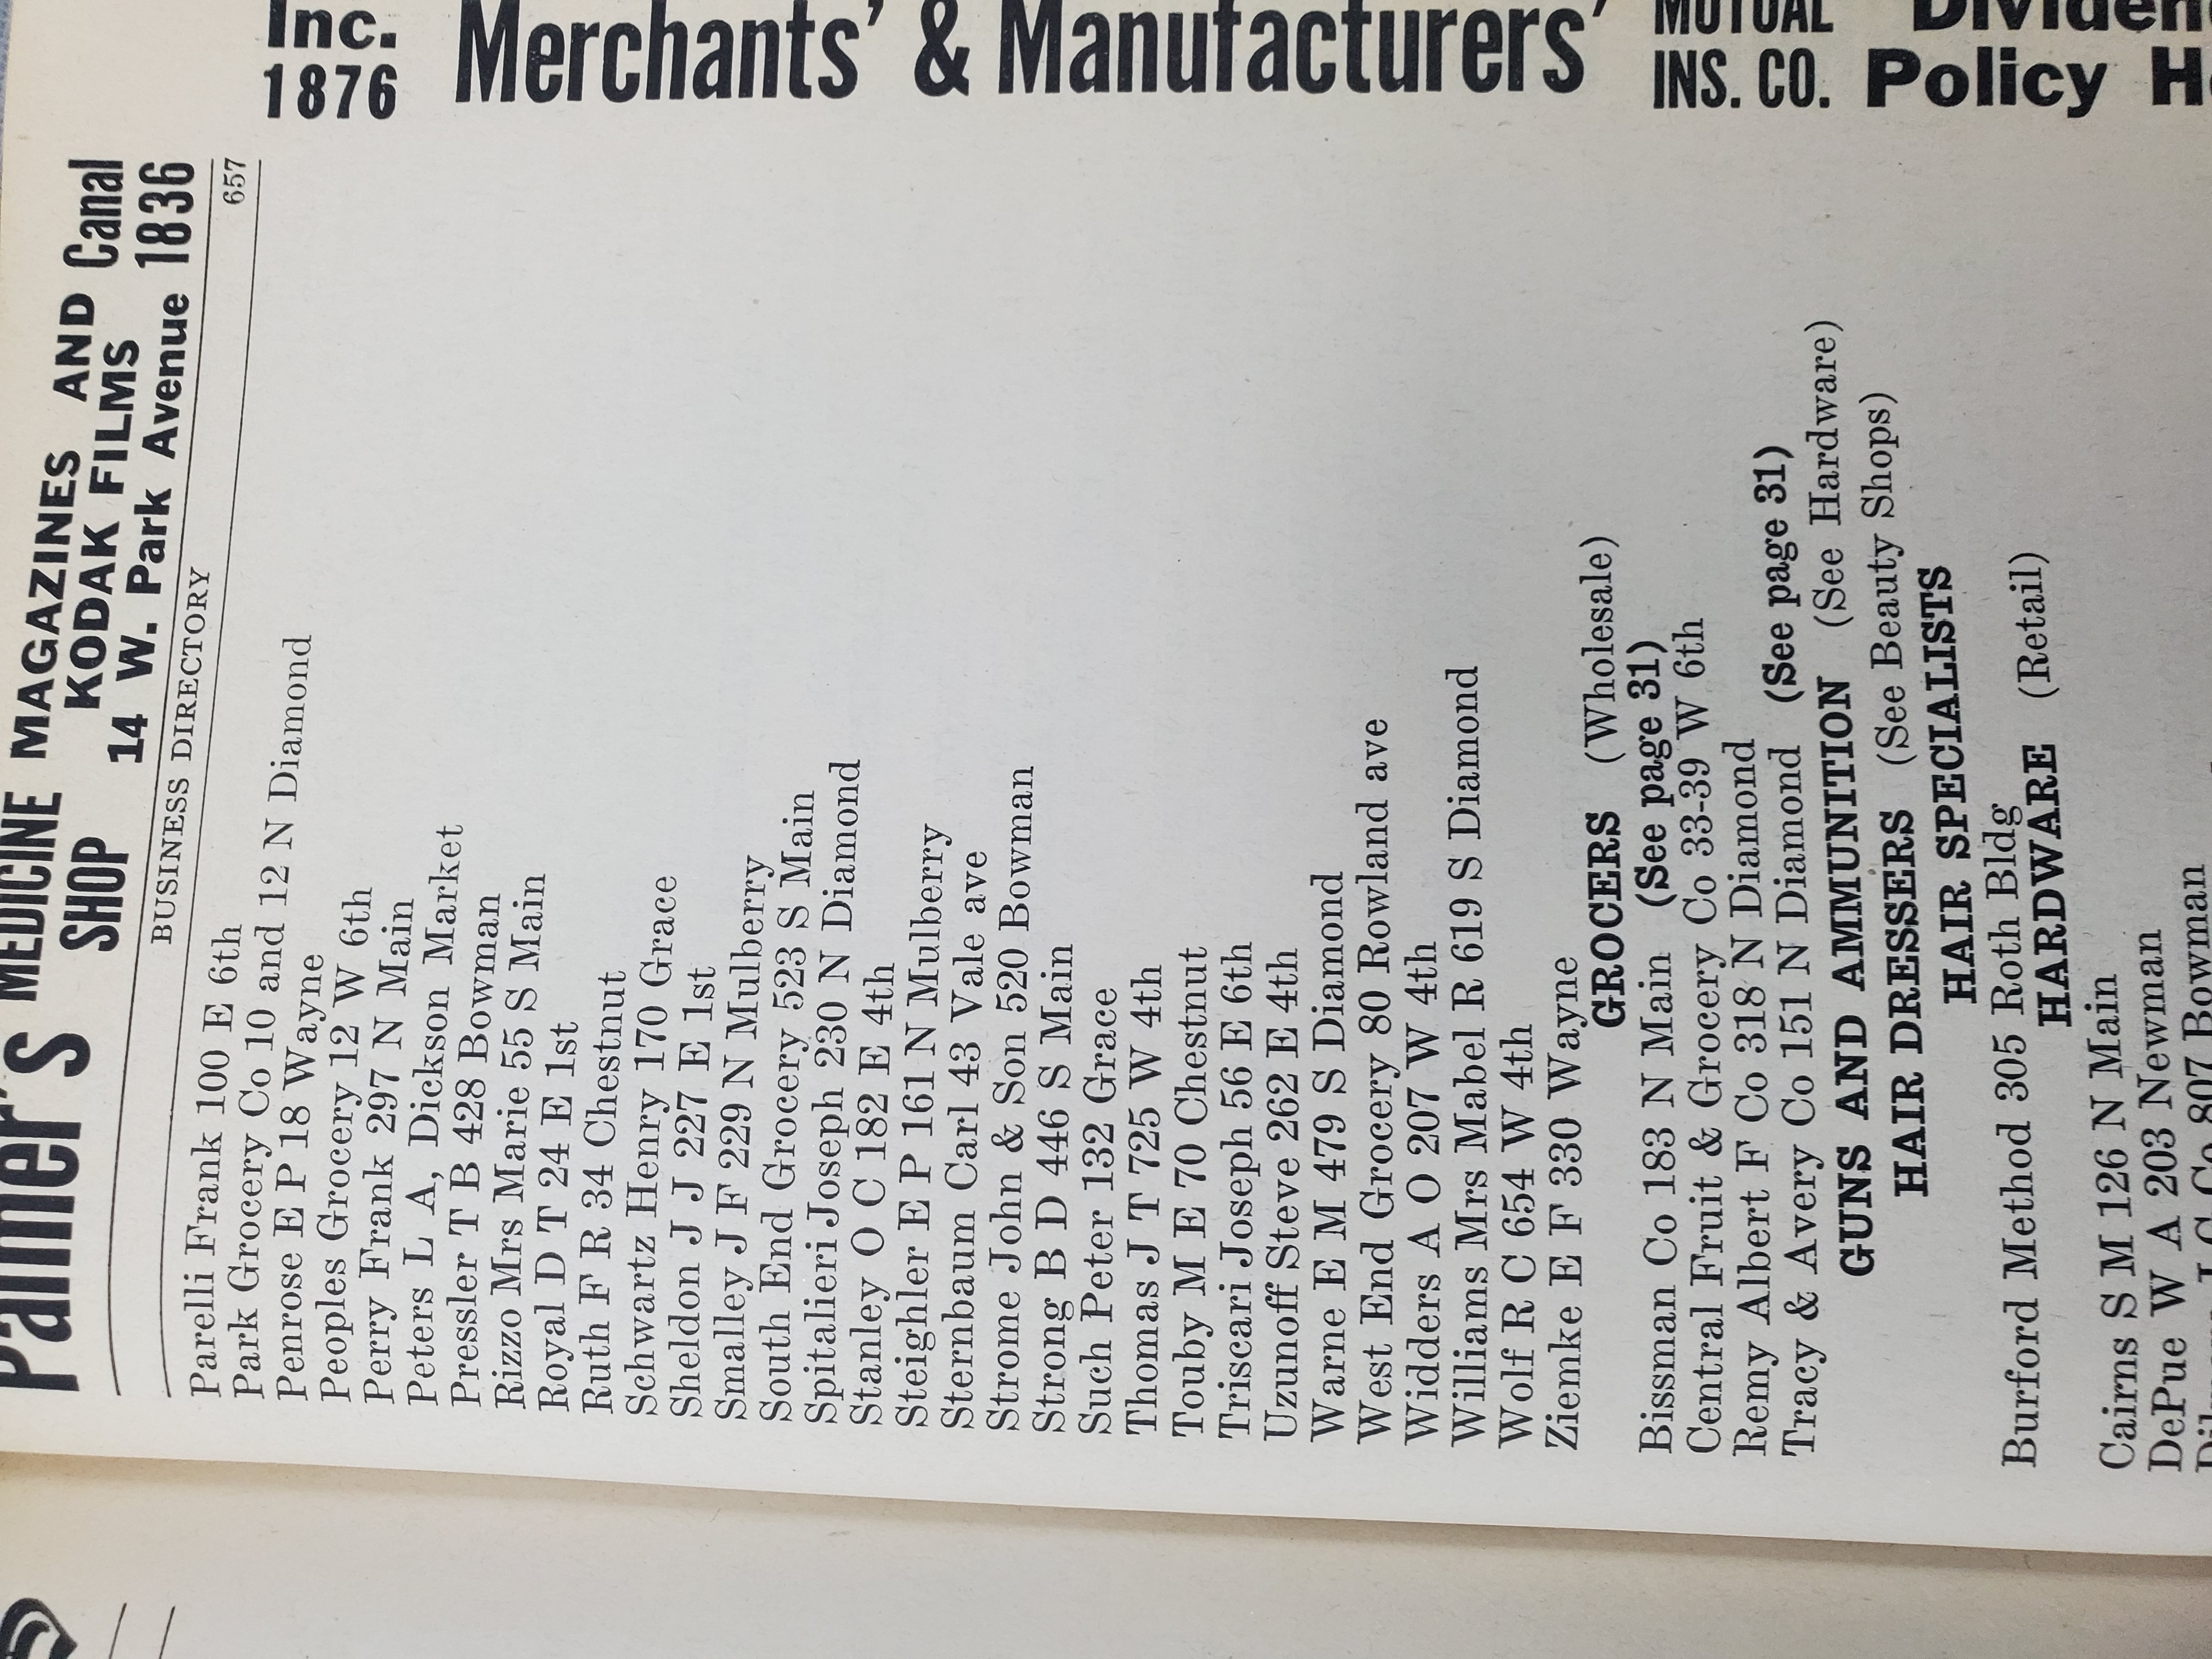 Palmer's MEDICINE SHOP
MAGAZINES AND
KODAK FILMS
14 W. Park Avenue
Canal
1836
BUSINESS DIRECTORY 657
Parelli Frank 100 E 6th
Park Grocery Co 10 and 12 N Diamond
Penrose E P 18 Wayne
Peoples Grocery 12 W 6th
Perry Frank 297 N Main
Peters L A, Dickson Market
Pressler T B 428 Bowman
Rizzo Mrs Marie 55 S Main
Royal D T 24 E 1st
Ruth F R 34 Chestnut
Schwartz Henry 170 Grace
Sheldon J J 227 E 1st
Smalley J F 229 N Mulberry
South End Grocery 523 S Main
Spitalieri Joseph 230 N Diamond
Stanley O C 182 E 4th
Steighler E P 161 N Mulberry
Sternbaum Carl 43 Vale ave
Strome John & Son 520 Bowman
Strong B D 446 S Main
Such Peter 132 Grace
Thomas J T 725 W 4th
Touby M E 70 Chestnut
Triscari Joseph 56 E 6th
Uzunoff Steve 262 E 4th
Warne E M 479 S Diamond
West End Grocery 80 Rowland ave
Widders A O 207 W 4th
Williams Mrs Mabel R 619 S Diamond
Wolf R C 654 W 4th
Ziemke E F 330 Wayne
GROCERS (Wholesale)
Bissman Co 183 N Main (See page 31)
Central Fruit & Grocery Co 33-39 W 6th
Remy Albert F Co 318 N Diamond
Tracy & Avery Co 151 N Diamond (See page 31)
GUNS AND AMMUNITION (See Hardware)
HAIR DRESSERS (See Beauty Shops)
HAIR SPECIALISTS
Burford Method 305 Roth Bldg
HARDWARE (Retail)
Cairns S M 126 N Main
DePue W A 203 Newman
Co 807 Bowman
Inc.
1876
Merchants' & Manufacturers'
MUTUAL
INS. CO.
Policy